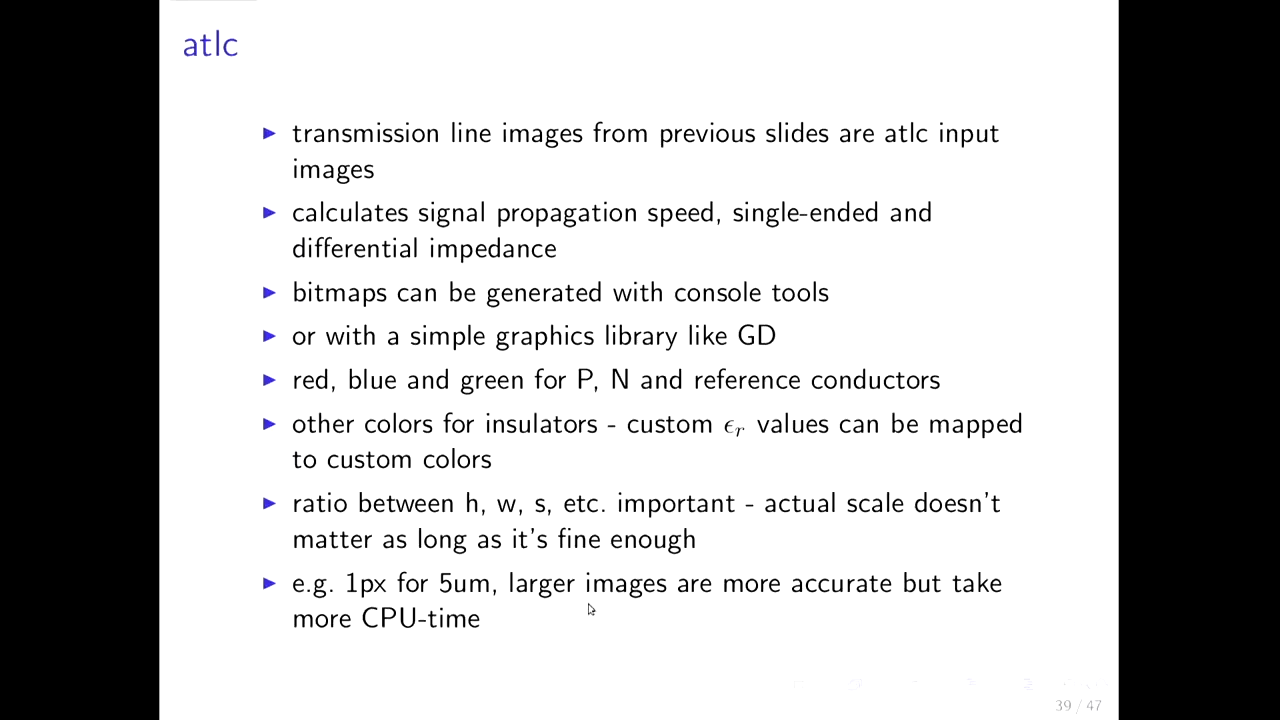 atlc
transmission line images from previous slides are atlc input
images
calculates signal propagation speed, single-ended and
differential impedance
bitmaps can be generated with console tools
or with a simple graphics library like GD
red, blue and green for P, N and reference conductors
other colors for insulators - custom ϵr values can be mapped
to custom colors
ratio between h, w, s, etc. important - actual scale doesn't
matter as long as it's fine enough
e.g. 1px for 5um, larger images are more accurate but take
more CPU-time
39 / 47